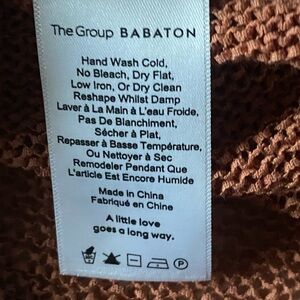 The Group BABATON
Hand Wash Cold,
No Bleach, Dry Flat,
Low Iron, Or Dry Clean
Reshape Whilst Damp
Laver à La Main à L'eau Froide,
Pas De Blanchiment,
Sécher à Plat,
Repasser à Basse Température,
Ou Nettoyer à Sec
Remodeler Pendant Que
L'article Est Encore Humide
Made in China
Fabriqué en Chine
A little love
goes a long way.
P